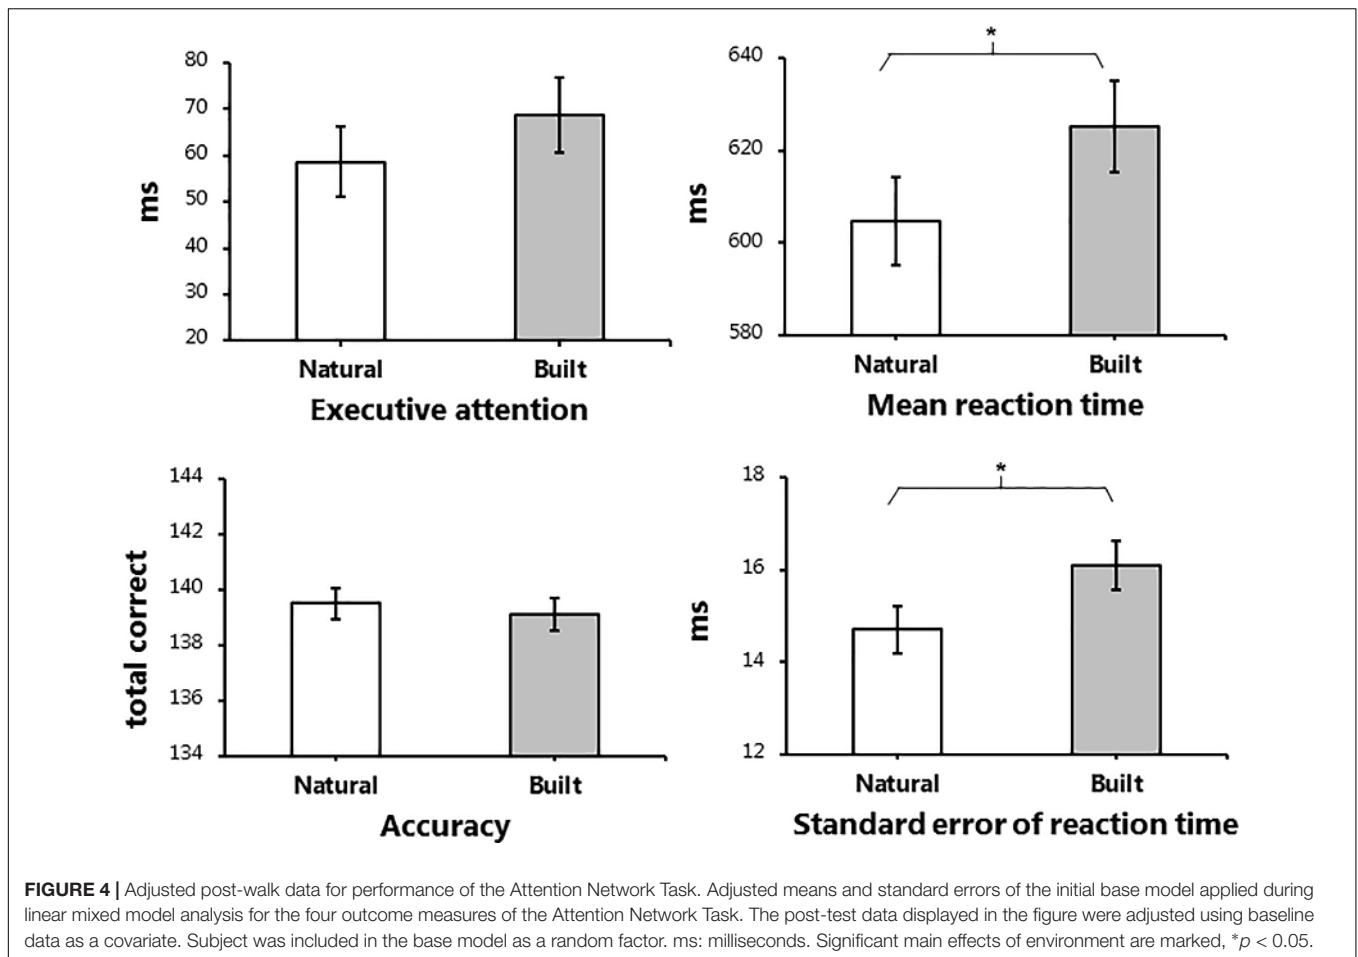 80
70
60
50
40
30
20
ms
Natural
Built
Executive attention
*
640
620
600
580
ms
Natural
Built
Mean reaction time
144
142
140
138
136
134
total correct
Natural
Built
Accuracy
*
18
16
14
12
ms
Natural
Built
Standard error of reaction time
FIGURE 4 | Adjusted post-walk data for performance of the Attention Network Task. Adjusted means and standard errors of the initial base model applied during
linear mixed model analysis for the four outcome measures of the Attention Network Task. The post-test data displayed in the figure were adjusted using baseline
data as a covariate. Subject was included in the base model as a random factor. ms: milliseconds. Significant main effects of environment are marked, *p < 0.05.